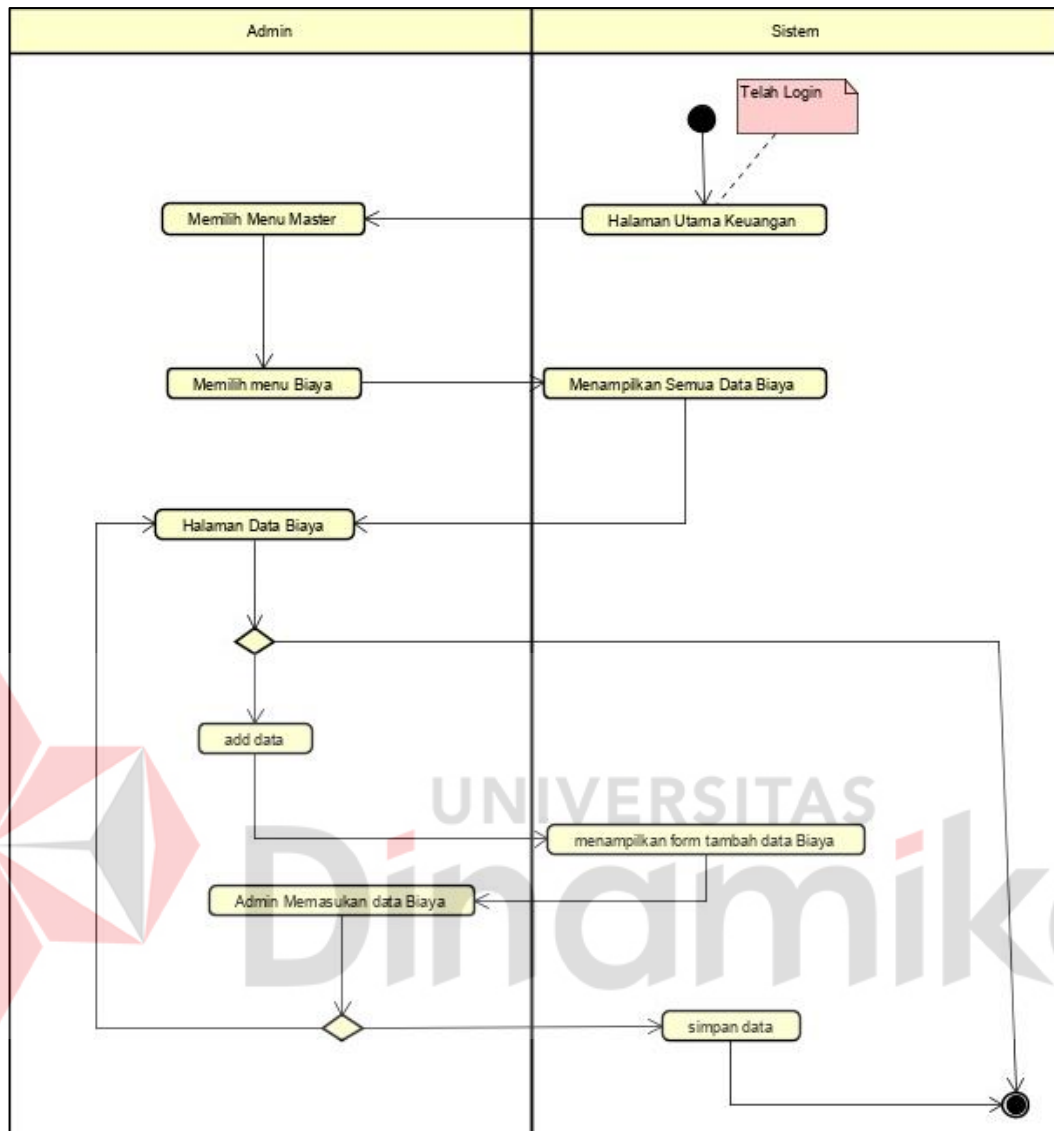 Admin
Sistem
Telah Login
Memilih Menu Master
Halaman Utama Keuangan
Memilih menu Biaya
Menampilkan Semua Data Biaya
Halaman Data Biaya
add data
UNIVERSITAS
Dinamika
menampilkan form tambah data Biaya
Admin Memasukan data Biaya
simpan data